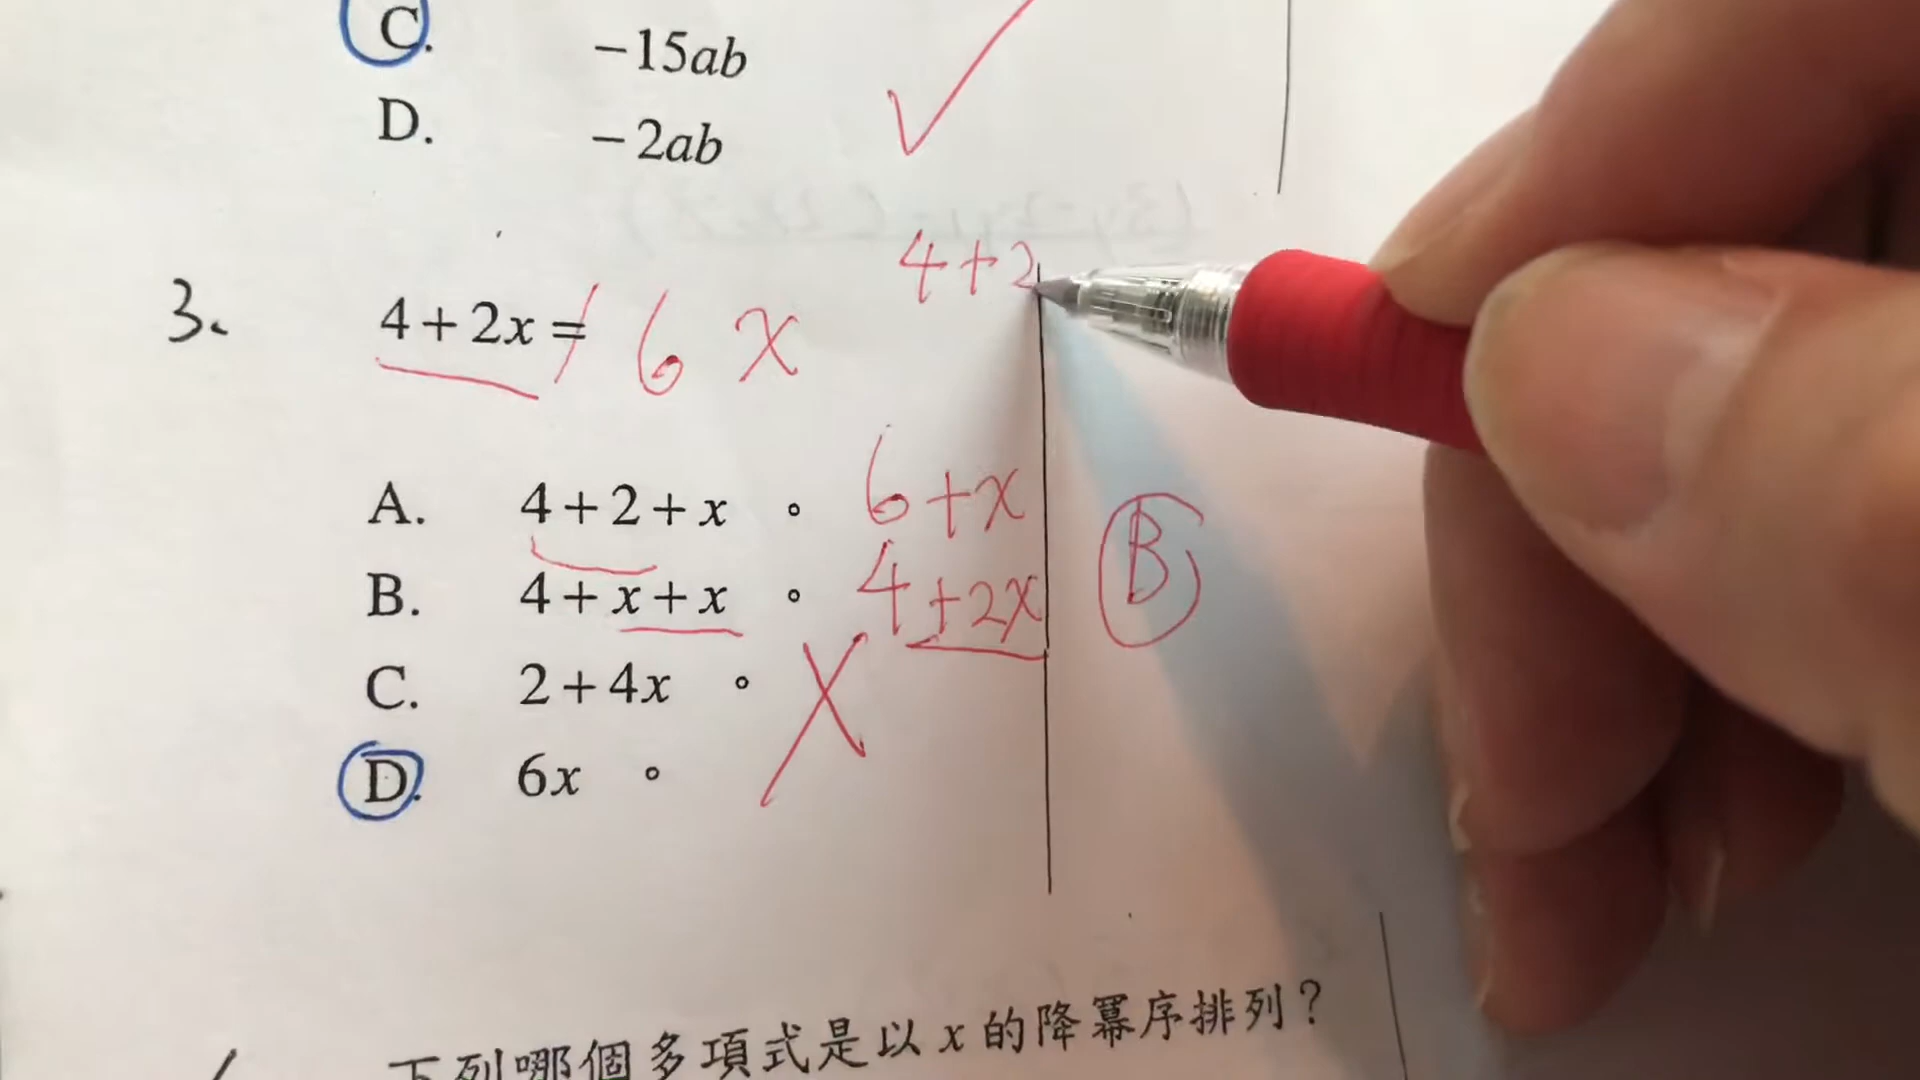 C. −15ab
D. −2ab
4+2
3. 4+2x≠ 6x
A. 4+2+x 。 6+x
B. 4+x+x 。 4+2x B
C. 2+4x 。
D. 6x 。
下列哪個多項式是以 x 的降冪序排列？